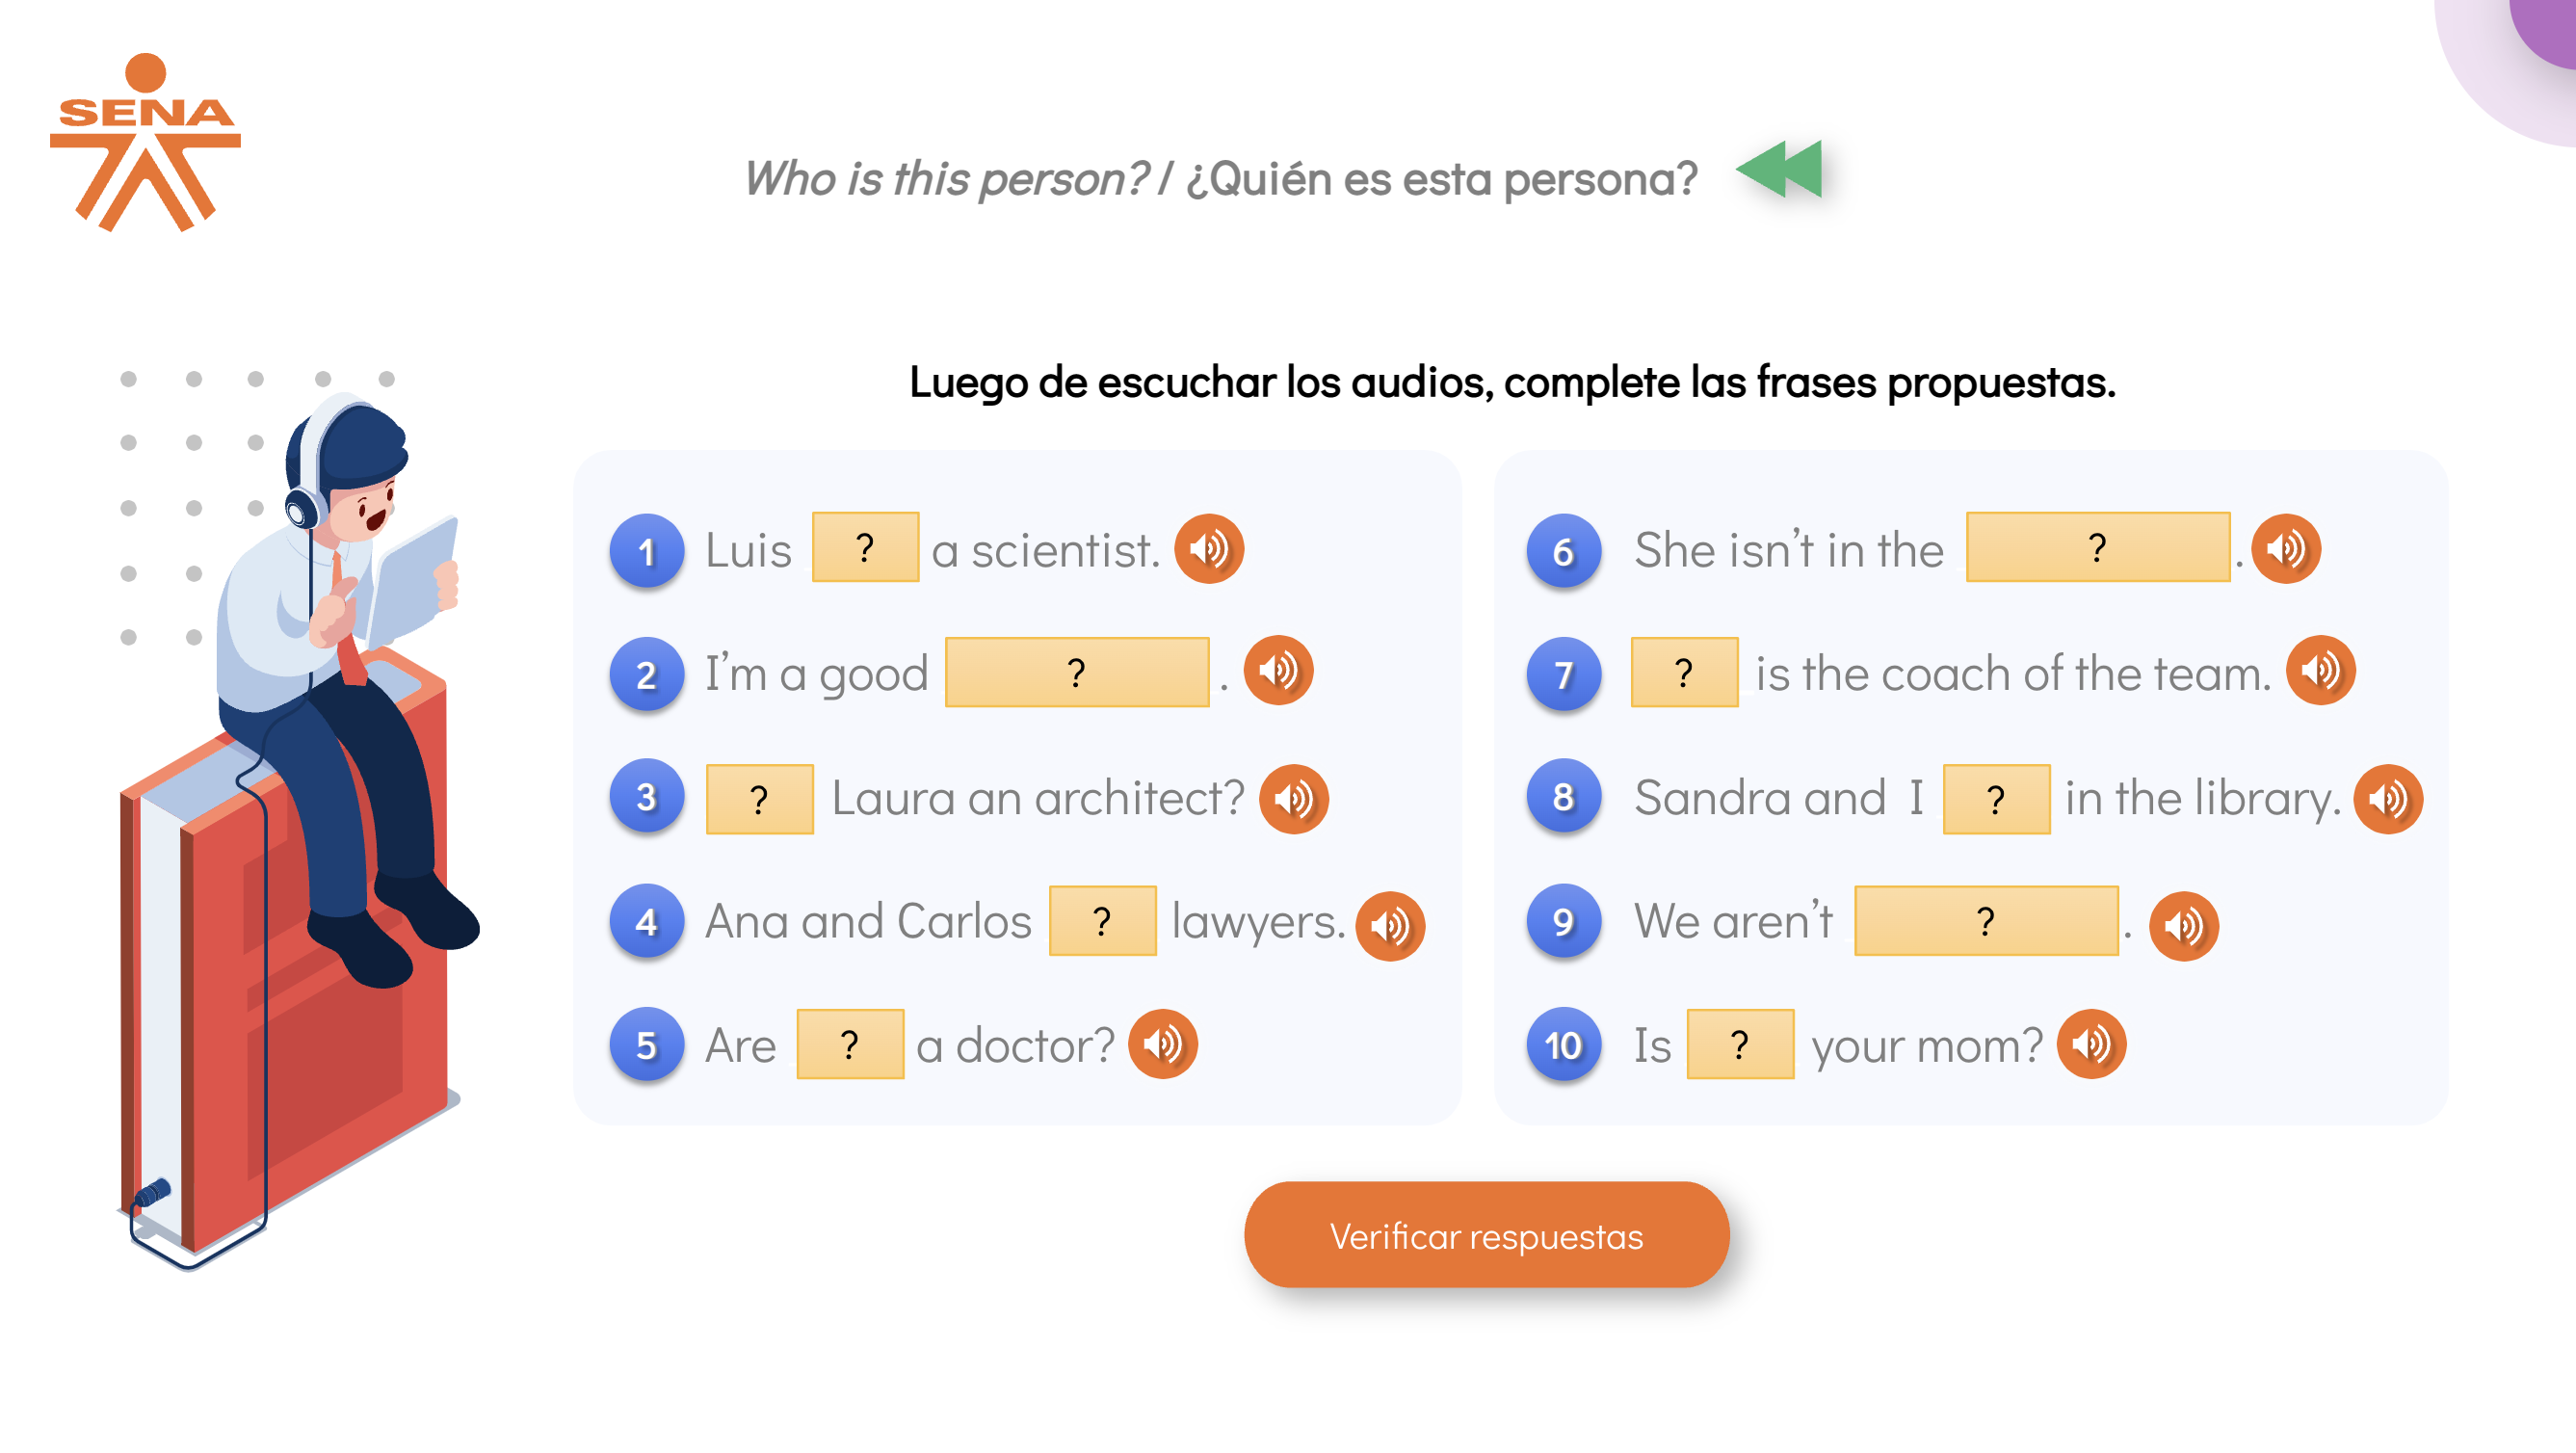 SENA
Who is this person? / ¿Quién es esta persona?
Luego de escuchar los audios, complete las frases propuestas.
1 Luis ? a scientist.
2 I'm a good ? .
3 ? Laura an architect?
4 Ana and Carlos ? lawyers.
5 Are ? a doctor?
6 She isn't in the ? .
7 ? is the coach of the team.
8 Sandra and I ? in the library.
9 We aren't ? .
10 Is ? your mom?
Verificar respuestas